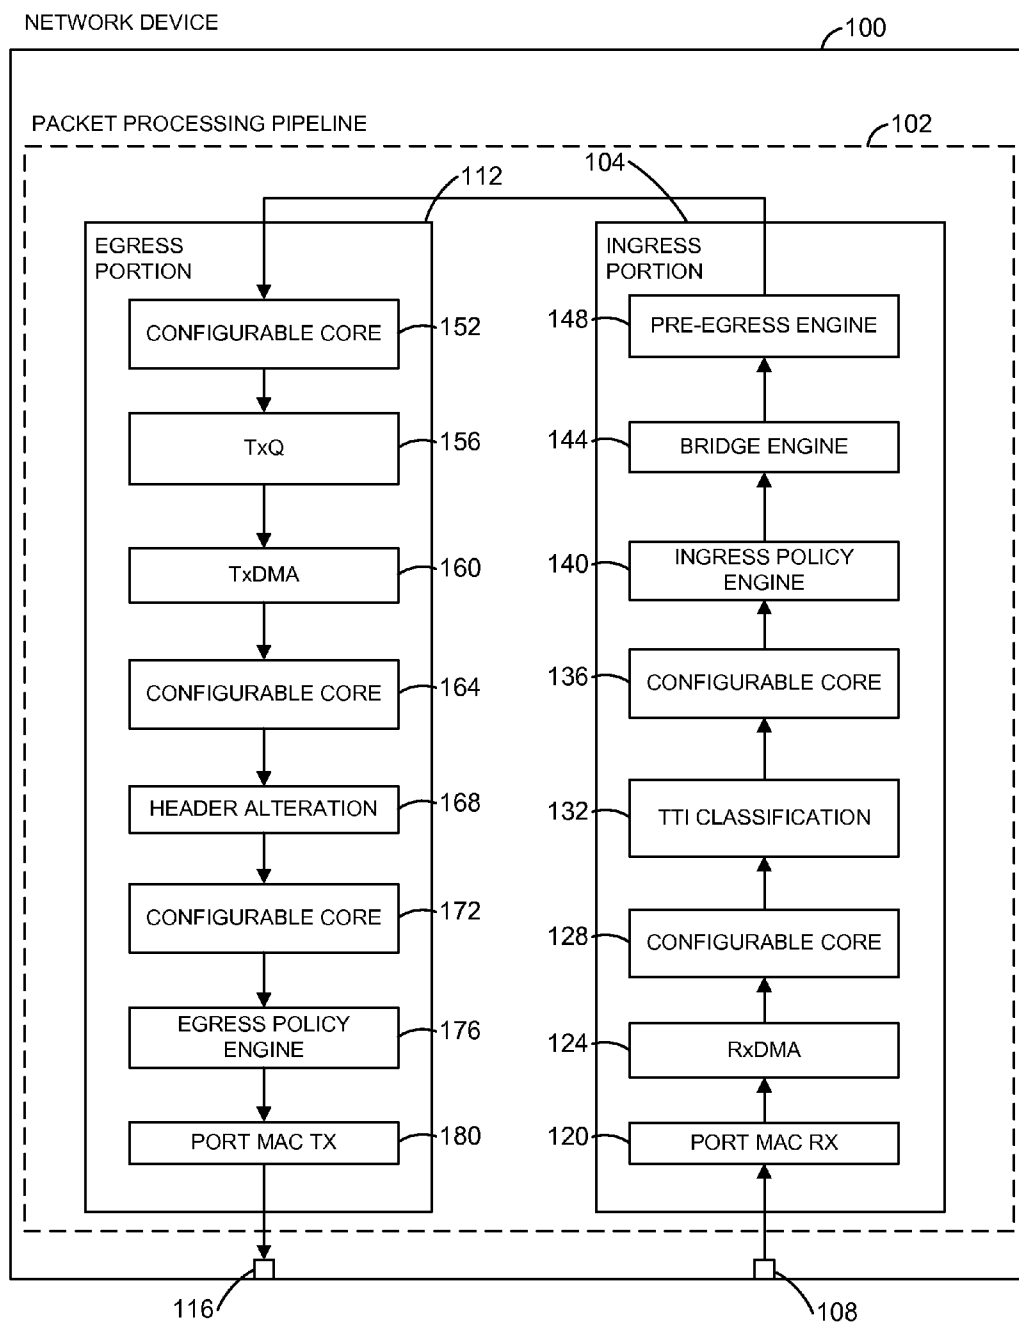 NETWORK DEVICE
100
PACKET PROCESSING PIPELINE
102
112
104
EGRESS
PORTION
CONFIGURABLE CORE
152
TxQ
156
TxDMA
160
CONFIGURABLE CORE
164
HEADER ALTERATION
168
CONFIGURABLE CORE
172
EGRESS POLICY
ENGINE
176
PORT MAC TX
180
116
INGRESS
PORTION
148
PRE-EGRESS ENGINE
144
BRIDGE ENGINE
140
INGRESS POLICY
ENGINE
136
CONFIGURABLE CORE
132
TTI CLASSIFICATION
128
CONFIGURABLE CORE
124
RxDMA
120
PORT MAC RX
108